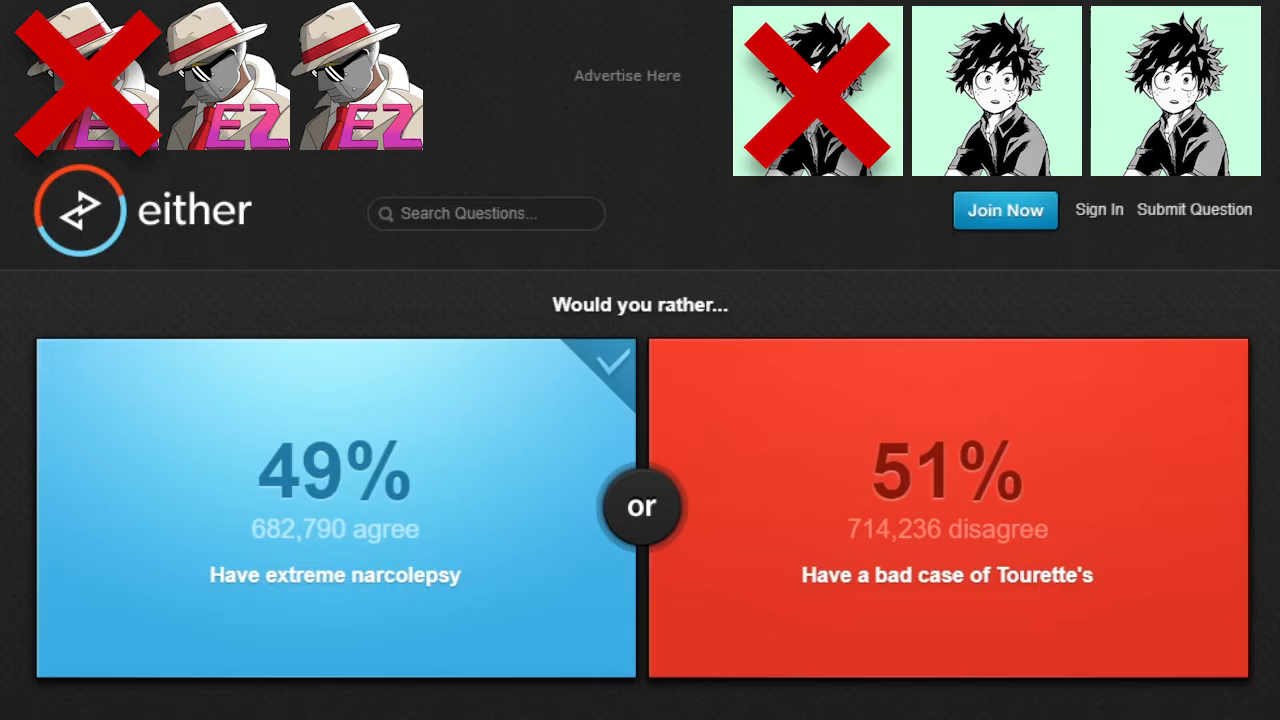 EZ
EZ
EZ
Advertise Here
either
Search Questions...
Join Now
Sign In
Submit Question
Would you rather...
49%
682,790 agree
Have extreme narcolepsy
or
51%
714,236 disagree
Have a bad case of Tourette's